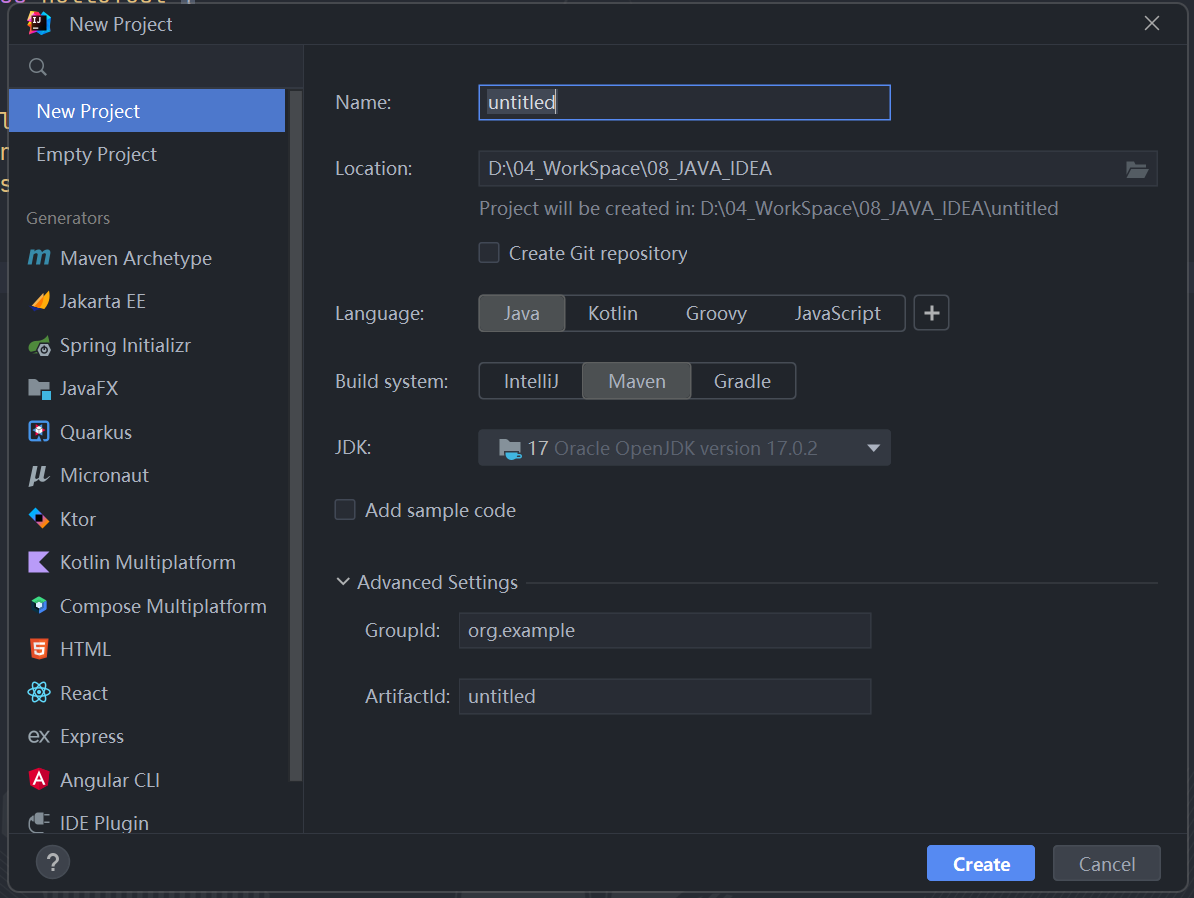 New Project
New Project
Empty Project
Generators
Maven Archetype
Jakarta EE
Spring Initializr
JavaFX
Quarkus
Micronaut
Ktor
Kotlin Multiplatform
Compose Multiplatform
HTML
React
Express
Angular CLI
IDE Plugin
Name:
untitled
Location:
D:\04_WorkSpace\08_JAVA_IDEA
Project will be created in: D:\04_WorkSpace\08_JAVA_IDEA\untitled
Create Git repository
Language:
Java
Kotlin
Groovy
JavaScript
+
Build system:
IntelliJ
Maven
Gradle
JDK:
17 Oracle OpenJDK version 17.0.2
Add sample code
Advanced Settings
GroupId:
org.example
ArtifactId:
untitled
?
Create
Cancel